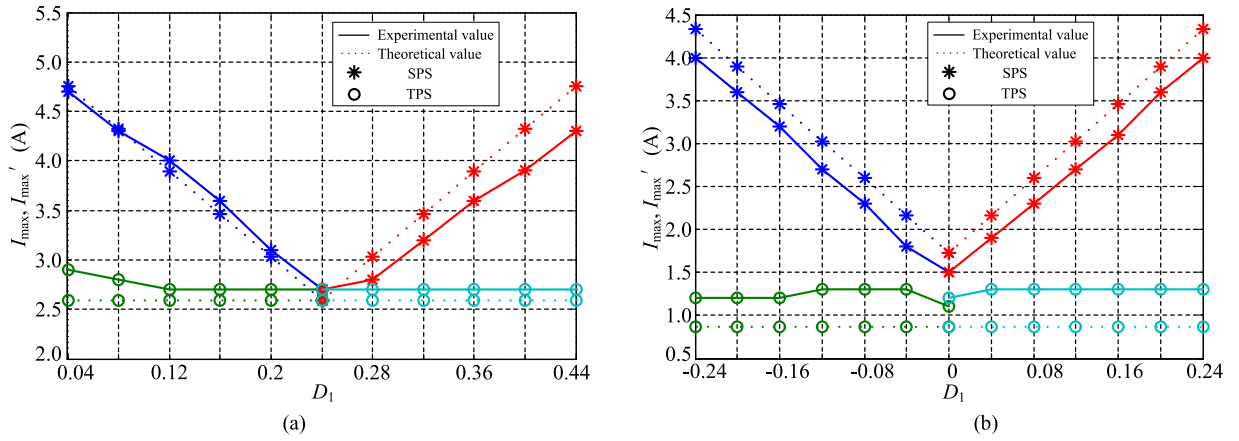 5.5
5.0
4.5
4.0
3.5
3.0
2.5
2.0
I_max, I_max′ (A)
Experimental value
Theoretical value
SPS
TPS
0.04 0.12 0.2 0.28 0.36 0.44
D_1
(a)
4.5
4.0
3.5
3.0
2.5
2.0
1.5
1.0
0.5
I_max, I_max′ (A)
Experimental value
Theoretical value
SPS
TPS
-0.24 -0.16 -0.08 0 0.08 0.16 0.24
D_1
(b)